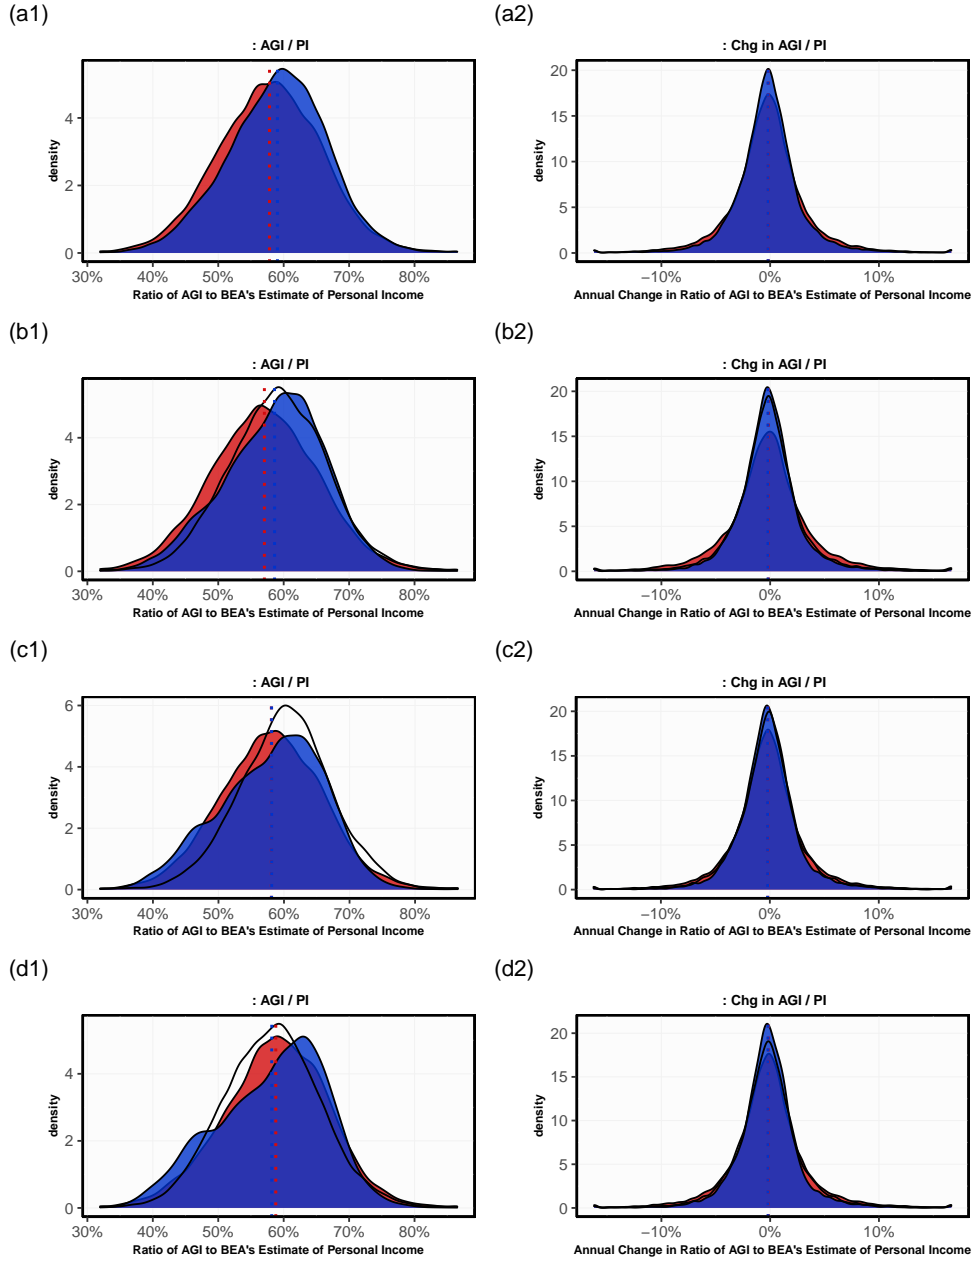 (a1)
: AGI / PI
density
4
2
0
30% 40% 50% 60% 70% 80%
Ratio of AGI to BEA's Estimate of Personal Income
(a2)
: Chg in AGI / PI
density
20
15
10
5
0
−10% 0% 10%
Annual Change in Ratio of AGI to BEA's Estimate of Personal Income
(b1)
: AGI / PI
density
4
2
0
30% 40% 50% 60% 70% 80%
Ratio of AGI to BEA's Estimate of Personal Income
(b2)
: Chg in AGI / PI
density
20
15
10
5
0
−10% 0% 10%
Annual Change in Ratio of AGI to BEA's Estimate of Personal Income
(c1)
: AGI / PI
density
6
4
2
0
30% 40% 50% 60% 70% 80%
Ratio of AGI to BEA's Estimate of Personal Income
(c2)
: Chg in AGI / PI
density
20
15
10
5
0
−10% 0% 10%
Annual Change in Ratio of AGI to BEA's Estimate of Personal Income
(d1)
: AGI / PI
density
4
2
0
30% 40% 50% 60% 70% 80%
Ratio of AGI to BEA's Estimate of Personal Income
(d2)
: Chg in AGI / PI
density
20
15
10
5
0
−10% 0% 10%
Annual Change in Ratio of AGI to BEA's Estimate of Personal Income